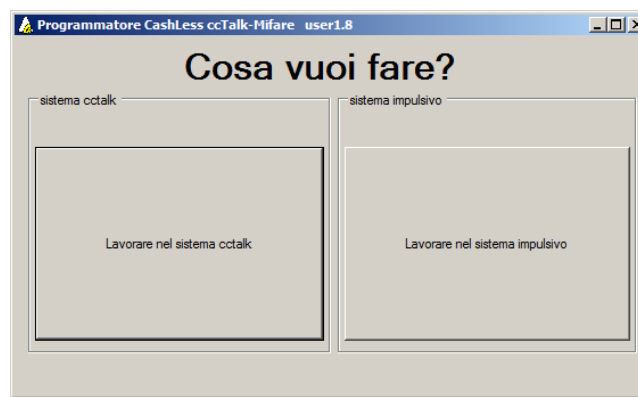 Programmatore CashLess ccTalk-Mifare user1.8
Cosa vuoi fare?
sistema cctalk
sistema impulsivo
Lavorare nel sistema cctalk
Lavorare nel sistema impulsivo